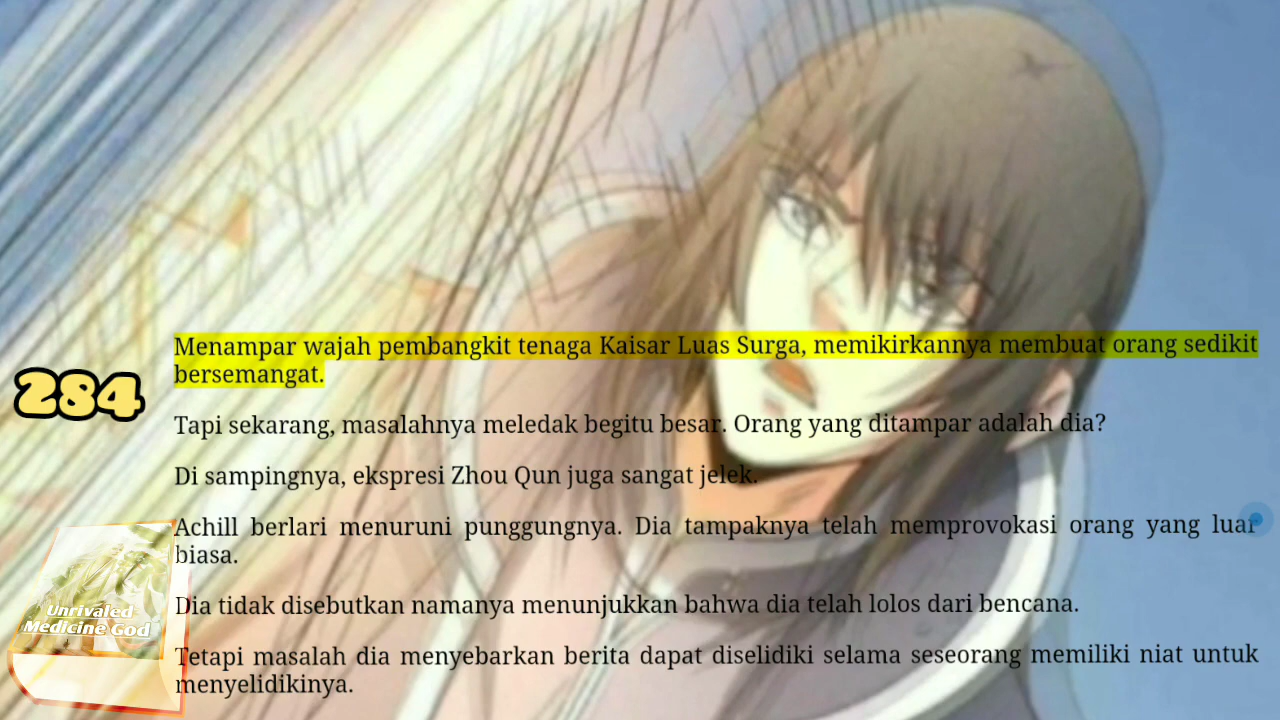 Menampar wajah pembangkit tenaga Kaisar Luas Surga, memikirkannya membuat orang sedikit
bersemangat.
284
Tapi sekarang, masalahnya meledak begitu besar. Orang yang ditampar adalah dia?
Di sampingnya, ekspresi Zhou Qun juga sangat jelek.
Achill berlari menuruni punggungnya. Dia tampaknya telah memprovokasi orang yang luar
biasa.
Dia tidak disebutkan namanya menunjukkan bahwa dia telah lolos dari bencana.
Unrivaled
Medicine God
Tetapi masalah dia menyebarkan berita dapat diselidiki selama seseorang memiliki niat untuk
menyelidikinya.